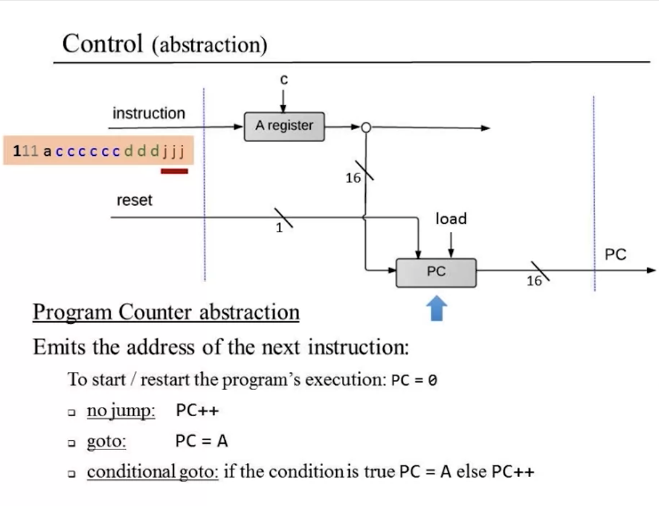 Control (abstraction)
c
instruction
A register
111 a c c c c c c d d d j j j
16
reset
load
1
PC
PC
16
Program Counter abstraction
Emits the address of the next instruction:
To start / restart the program's execution: PC = 0
no jump: PC++
goto: PC = A
conditional goto: if the condition is true PC = A else PC++